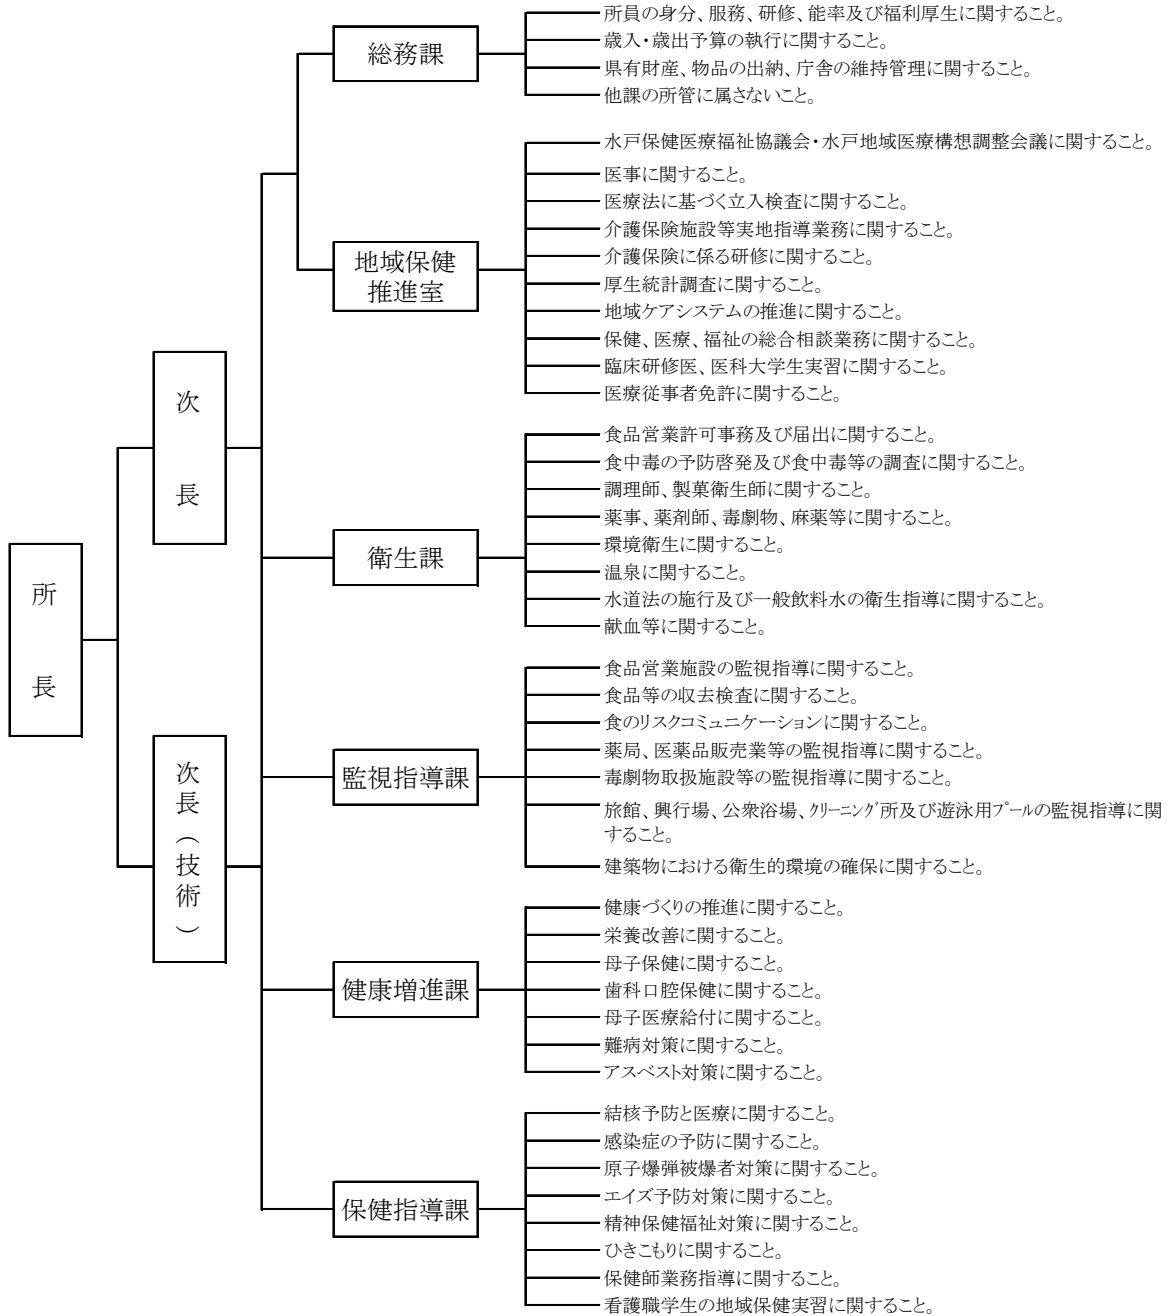 所長
次長
次長（技術）
総務課
所員の身分、服務、研修、能率及び福利厚生に関すること。
歳入・歳出予算の執行に関すること。
県有財産、物品の出納、庁舎の維持管理に関すること。
他課の所管に属さないこと。
地域保健
推進室
水戸保健医療福祉協議会・水戸地域医療構想調整会議に関すること。
医事に関すること。
医療法に基づく立入検査に関すること。
介護保険施設等実地指導業務に関すること。
介護保険に係る研修に関すること。
厚生統計調査に関すること。
地域ケアシステムの推進に関すること。
保健、医療、福祉の総合相談業務に関すること。
臨床研修医、医科大学生実習に関すること。
医療従事者免許に関すること。
衛生課
食品営業許可事務及び届出に関すること。
食中毒の予防啓発及び食中毒等の調査に関すること。
調理師、製菓衛生師に関すること。
薬事、薬剤師、毒劇物、麻薬等に関すること。
環境衛生に関すること。
温泉に関すること。
水道法の施行及び一般飲料水の衛生指導に関すること。
献血等に関すること。
監視指導課
食品営業施設の監視指導に関すること。
食品等の収去検査に関すること。
食のリスクコミュニケーションに関すること。
薬局、医薬品販売業等の監視指導に関すること。
毒劇物取扱施設等の監視指導に関すること。
旅館、興行場、公衆浴場、ｸﾘｰﾆﾝｸﾞ所及び遊泳用ﾌﾟｰﾙの監視指導に関
すること。
建築物における衛生的環境の確保に関すること。
健康増進課
健康づくりの推進に関すること。
栄養改善に関すること。
母子保健に関すること。
歯科口腔保健に関すること。
母子医療給付に関すること。
難病対策に関すること。
アスベスト対策に関すること。
保健指導課
結核予防と医療に関すること。
感染症の予防に関すること。
原子爆弾被爆者対策に関すること。
エイズ予防対策に関すること。
精神保健福祉対策に関すること。
ひきこもりに関すること。
保健師業務指導に関すること。
看護職学生の地域保健実習に関すること。